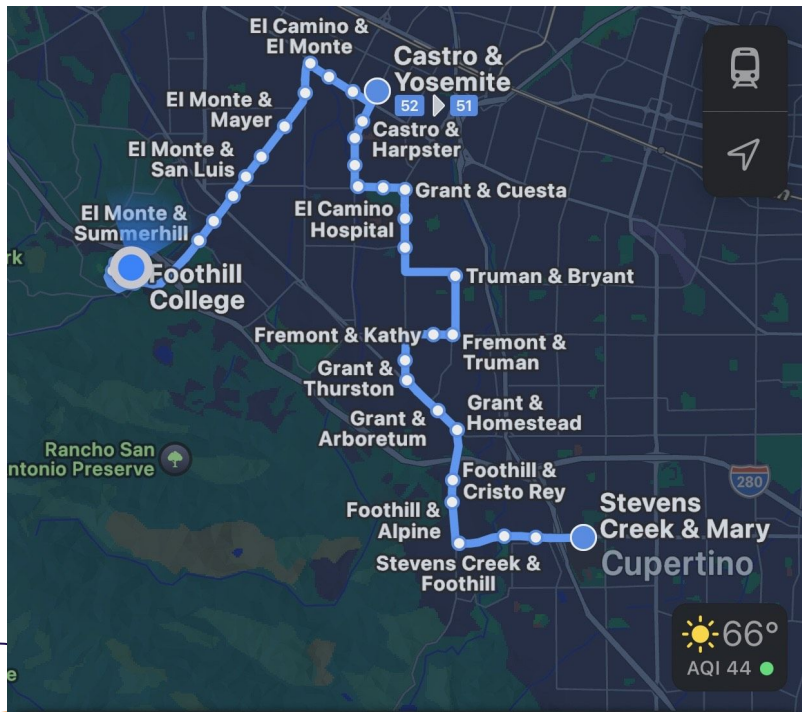 El Camino &
El Monte
Castro &
Yosemite
52 51
El Monte &
Mayer
Castro &
Harpster
El Monte &
San Luis
Grant & Cuesta
El Monte &
Summerhill
El Camino
Hospital
rk
Foothill
College
Truman & Bryant
Fremont & Kathy
Fremont &
Truman
Grant &
Thurston
Grant &
Homestead
Grant &
Arboretum
Rancho San
ntonio Preserve
Foothill &
Cristo Rey
280
Foothill &
Alpine
Stevens
Creek & Mary
Cupertino
Stevens Creek &
Foothill
66°
AQI 44
e
n